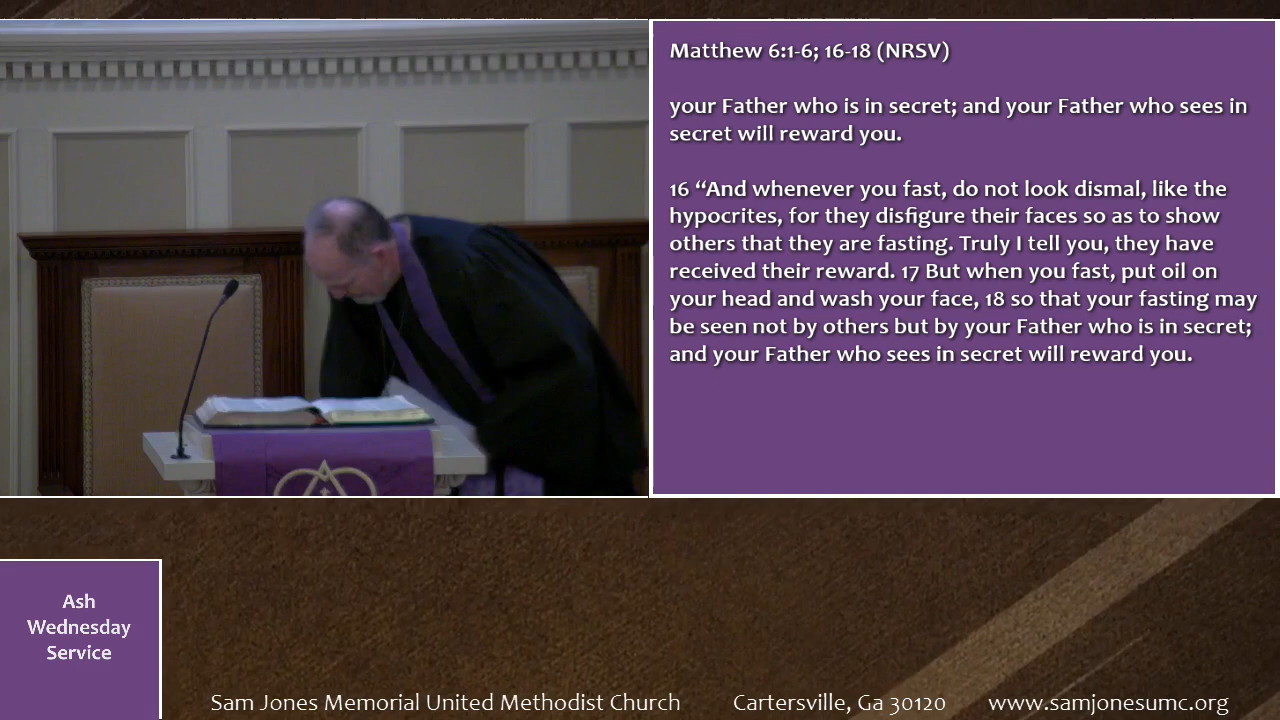 Matthew 6:1-6; 16-18 (NRSV)
your Father who is in secret; and your Father who sees in
secret will reward you.
16 “And whenever you fast, do not look dismal, like the
hypocrites, for they disfigure their faces so as to show
others that they are fasting. Truly I tell you, they have
received their reward. 17 But when you fast, put oil on
your head and wash your face, 18 so that your fasting may
be seen not by others but by your Father who is in secret;
and your Father who sees in secret will reward you.
Ash
Wednesday
Service
Sam Jones Memorial United Methodist Church Cartersville, Ga 30120 www.samjonesumc.org